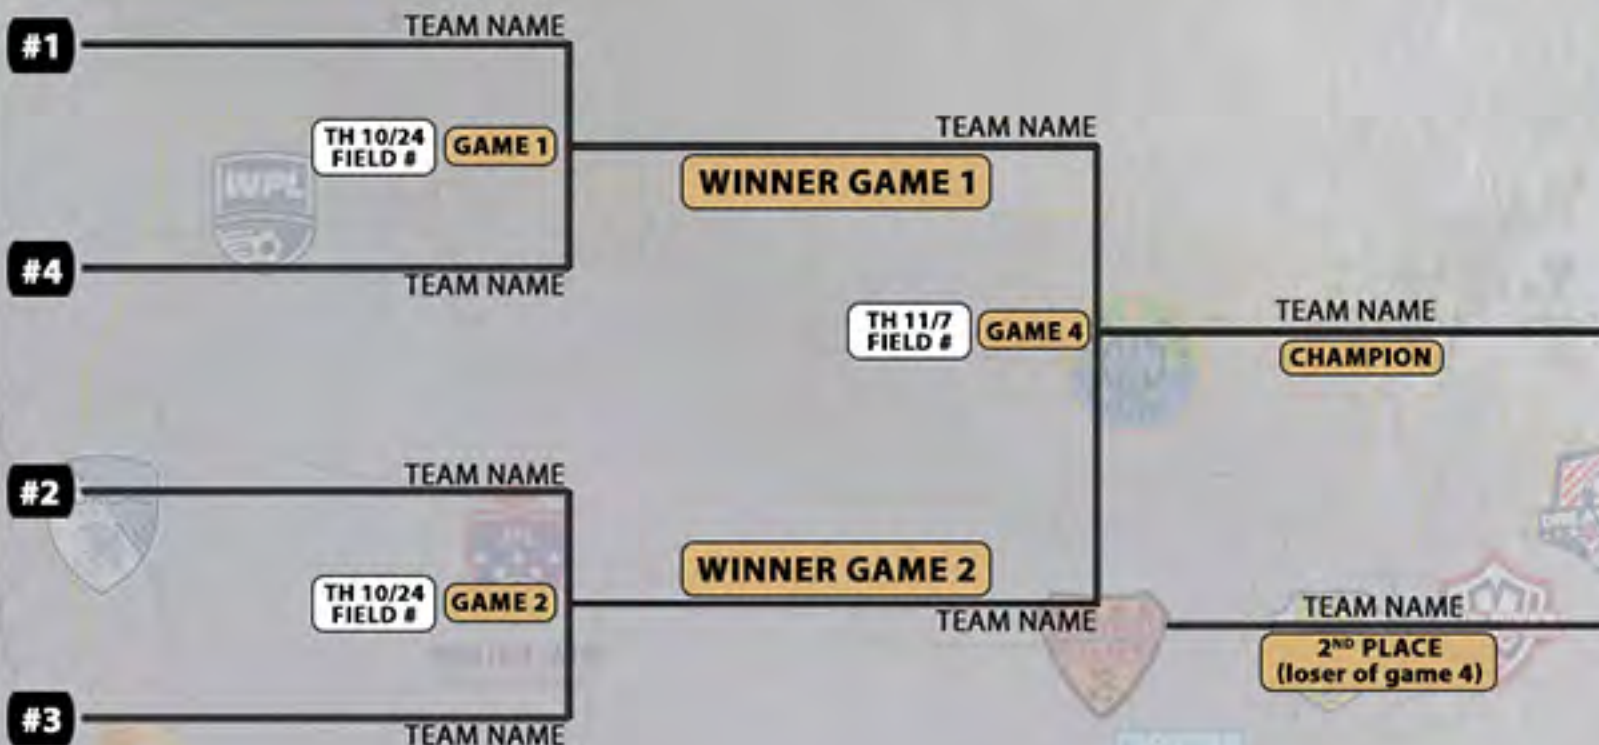 #1
TEAM NAME
TH 10/24
FIELD #
GAME 1
#4
TEAM NAME
TEAM NAME
WINNER GAME 1
TH 11/7
FIELD #
GAME 4
TEAM NAME
CHAMPION
#2
TEAM NAME
TH 10/24
FIELD #
GAME 2
#3
TEAM NAME
WINNER GAME 2
TEAM NAME
TEAM NAME
2ND PLACE
(loser of game 4)
IVPL